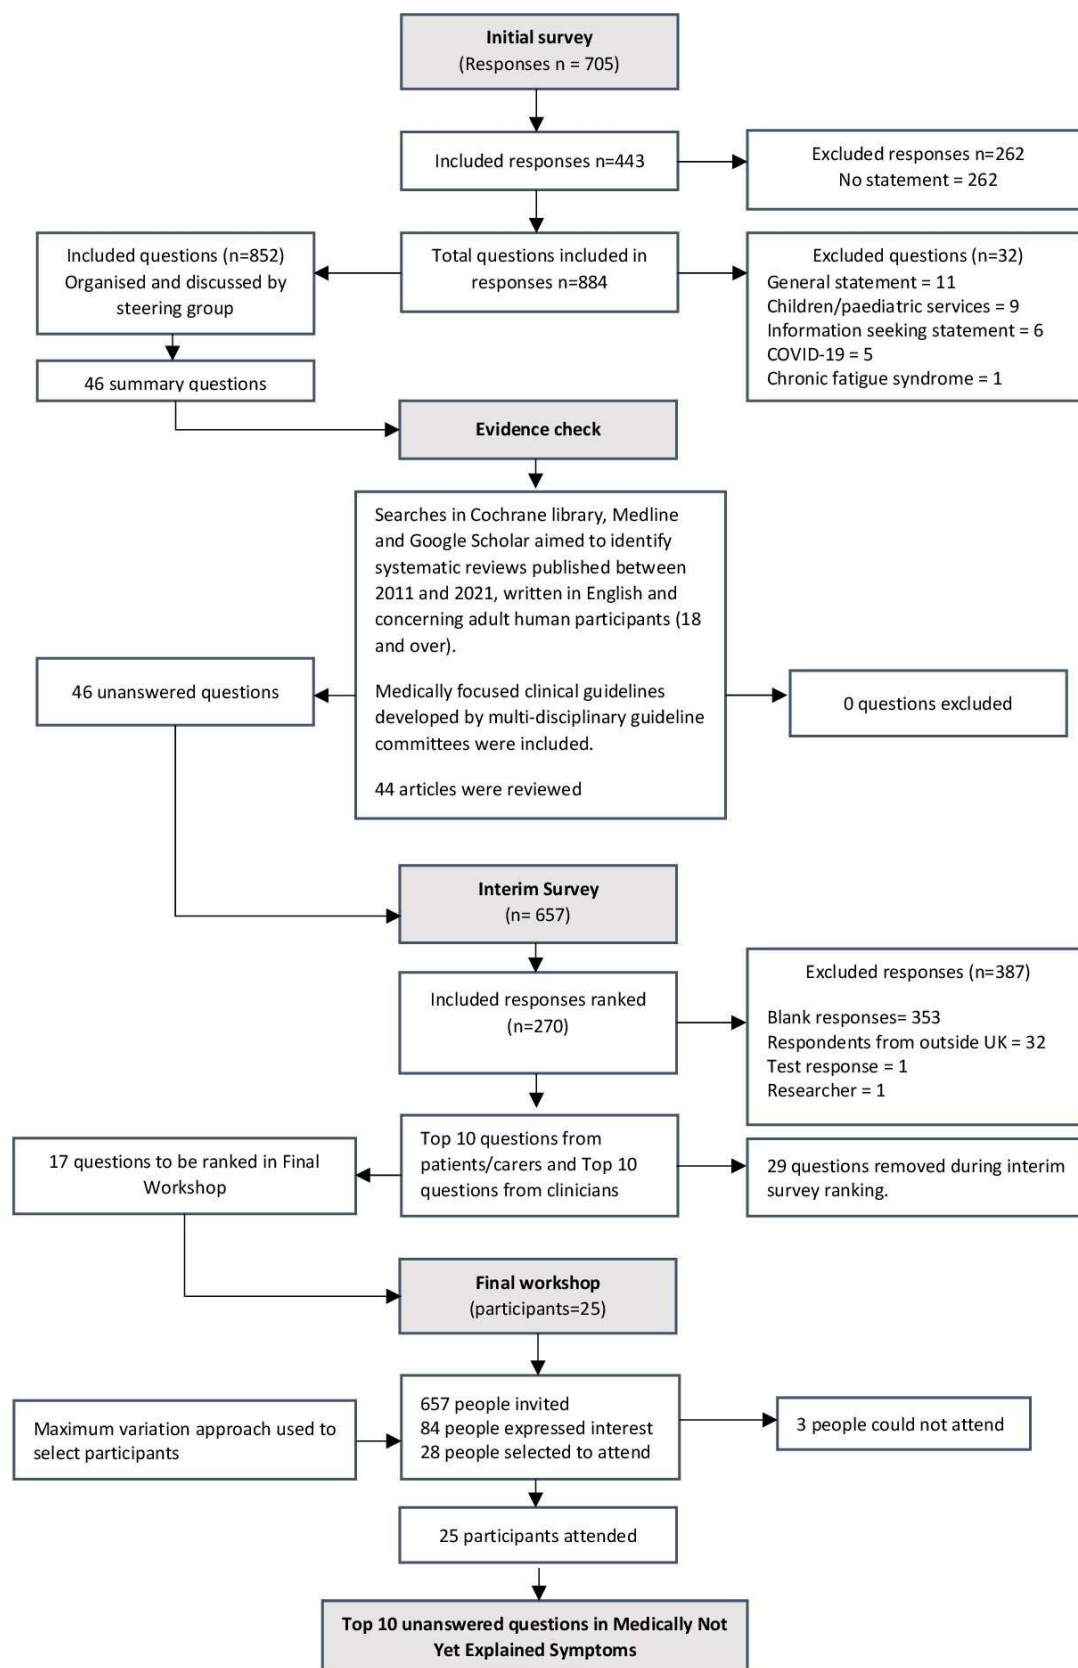 Initial survey
(Responses n = 705)
Included responses n=443
Excluded responses n=262
No statement = 262
Included questions (n=852)
Organised and discussed by
steering group
Total questions included in
responses n=884
Excluded questions (n=32)
General statement = 11
Children/paediatric services = 9
Information seeking statement = 6
COVID-19 = 5
Chronic fatigue syndrome = 1
46 summary questions
Evidence check
Searches in Cochrane library, Medline
and Google Scholar aimed to identify
systematic reviews published between
2011 and 2021, written in English and
concerning adult human participants (18
and over).
Medically focused clinical guidelines
developed by multi-disciplinary guideline
committees were included.
44 articles were reviewed
46 unanswered questions
0 questions excluded
Interim Survey
(n= 657)
Included responses ranked
(n=270)
Excluded responses (n=387)
Blank responses= 353
Respondents from outside UK = 32
Test response = 1
Researcher = 1
17 questions to be ranked in Final
Workshop
Top 10 questions from
patients/carers and Top 10
questions from clinicians
29 questions removed during interim
survey ranking.
Final workshop
(participants=25)
Maximum variation approach used to
select participants
657 people invited
84 people expressed interest
28 people selected to attend
3 people could not attend
25 participants attended
Top 10 unanswered questions in Medically Not
Yet Explained Symptoms